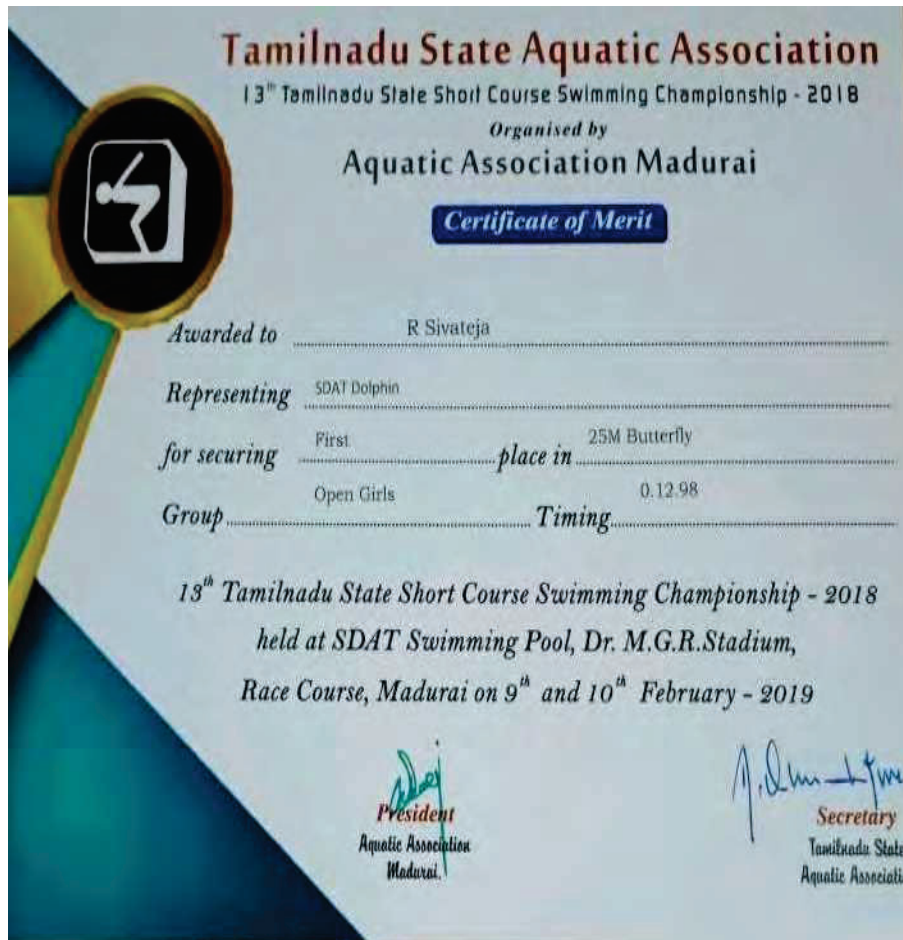 Tamilnadu State Aquatic Association
13th Tamilnadu State Short Course Swimming Championship - 2018
Organised by
Aquatic Association Madurai
Certificate of Merit
Awarded to R Sivateja
Representing SDAT Dolphin
for securing First place in 25M Butterfly
Group Open Girls Timing 0.12.98
13th Tamilnadu State Short Course Swimming Championship - 2018
held at SDAT Swimming Pool, Dr. M.G.R.Stadium,
Race Course, Madurai on 9th and 10th February - 2019
President
Aquatic Association
Madurai.
Secretary
Tamilnadu State
Aquatic Associati